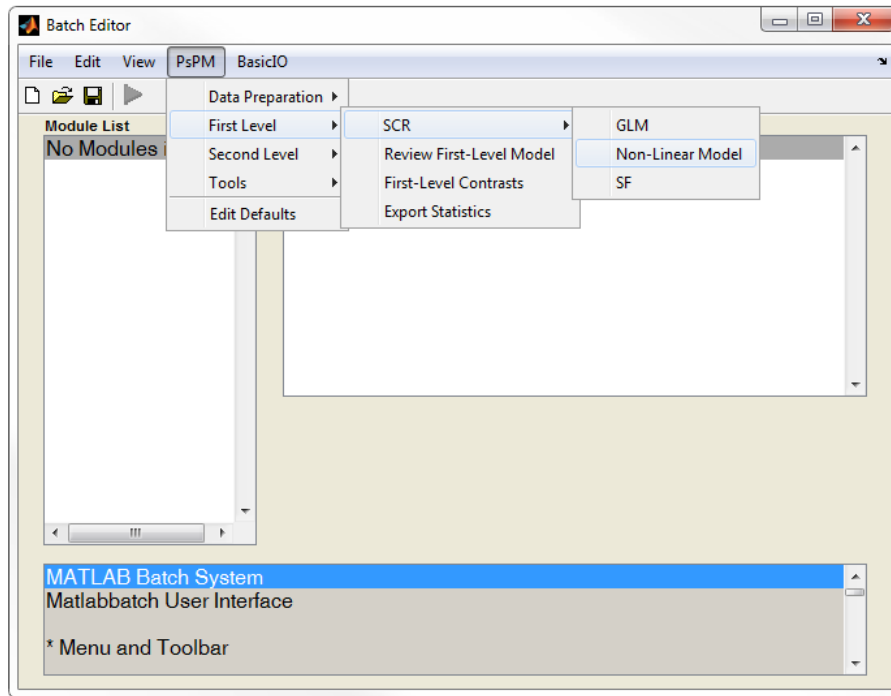 Batch Editor
File Edit View PsPM BasicIO
Data Preparation
Module List
First Level
SCR
GLM
No Modules i
Second Level
Review First-Level Model
Non-Linear Model
Tools
First-Level Contrasts
SF
Edit Defaults
Export Statistics
MATLAB Batch System
Matlabbatch User Interface
* Menu and Toolbar